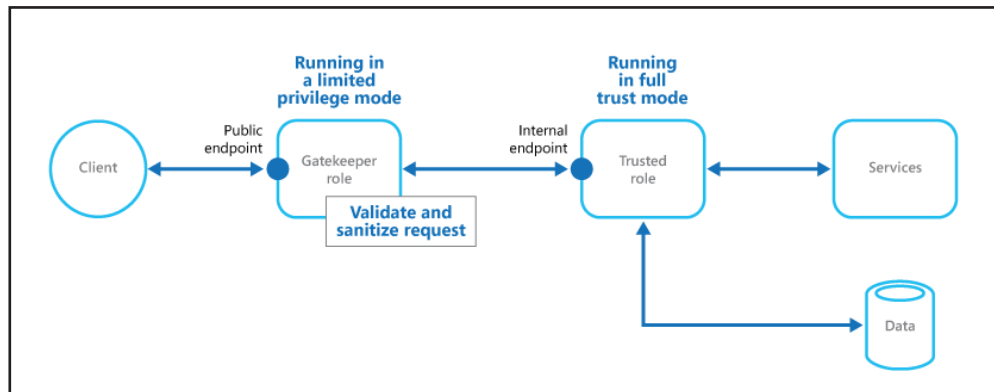 Running in
a limited
privilege mode
Running
in full
trust mode
Public
endpoint
Internal
endpoint
Client
Gatekeeper
role
Trusted
role
Services
Validate and
sanitize request
Data